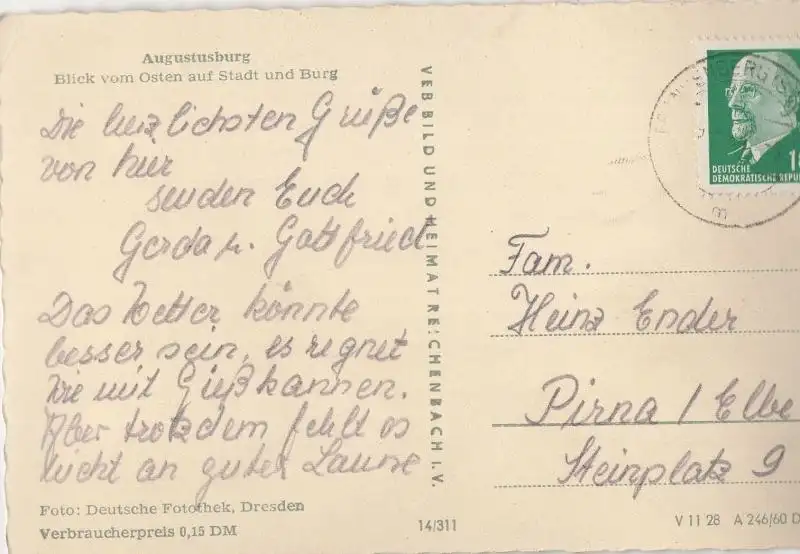 Augustusburg
Blick vom Osten auf Stadt und Burg
Die herzlichsten Grüße
von hier
senden Euch
Gerda u. Gottfried
Das Wetter könnte
besser sein, es regnet
wie mit Gießkannen.
Aber trotzdem fehlt es
nicht an guter Laune
Foto: Deutsche Fotothek, Dresden
Verbraucherpreis 0,15 DM
VEB BILD UND HEIMAT REICHENBACH I. V.
14/311
DEUTSCHE
DEMOKRATISCHE REPUB
Fam.
Heinz Ender
Pirna / Elbe
Steinplatz 9
V 11 28 A 246/60 D